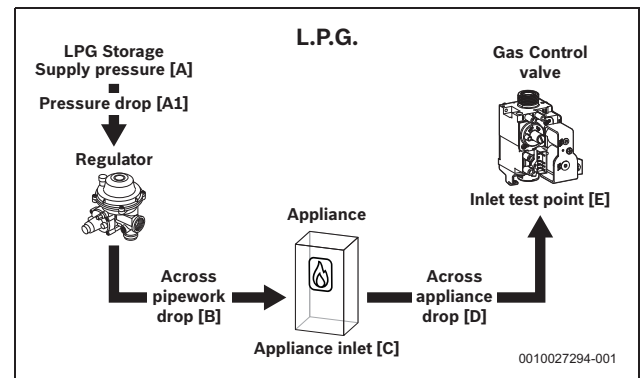 L.P.G.
LPG Storage
Supply pressure [A]
Pressure drop [A1]
Regulator
Across
pipework
drop [B]
Appliance
Appliance inlet [C]
Across
appliance
drop [D]
Gas Control
valve
Inlet test point [E]
0010027294-001